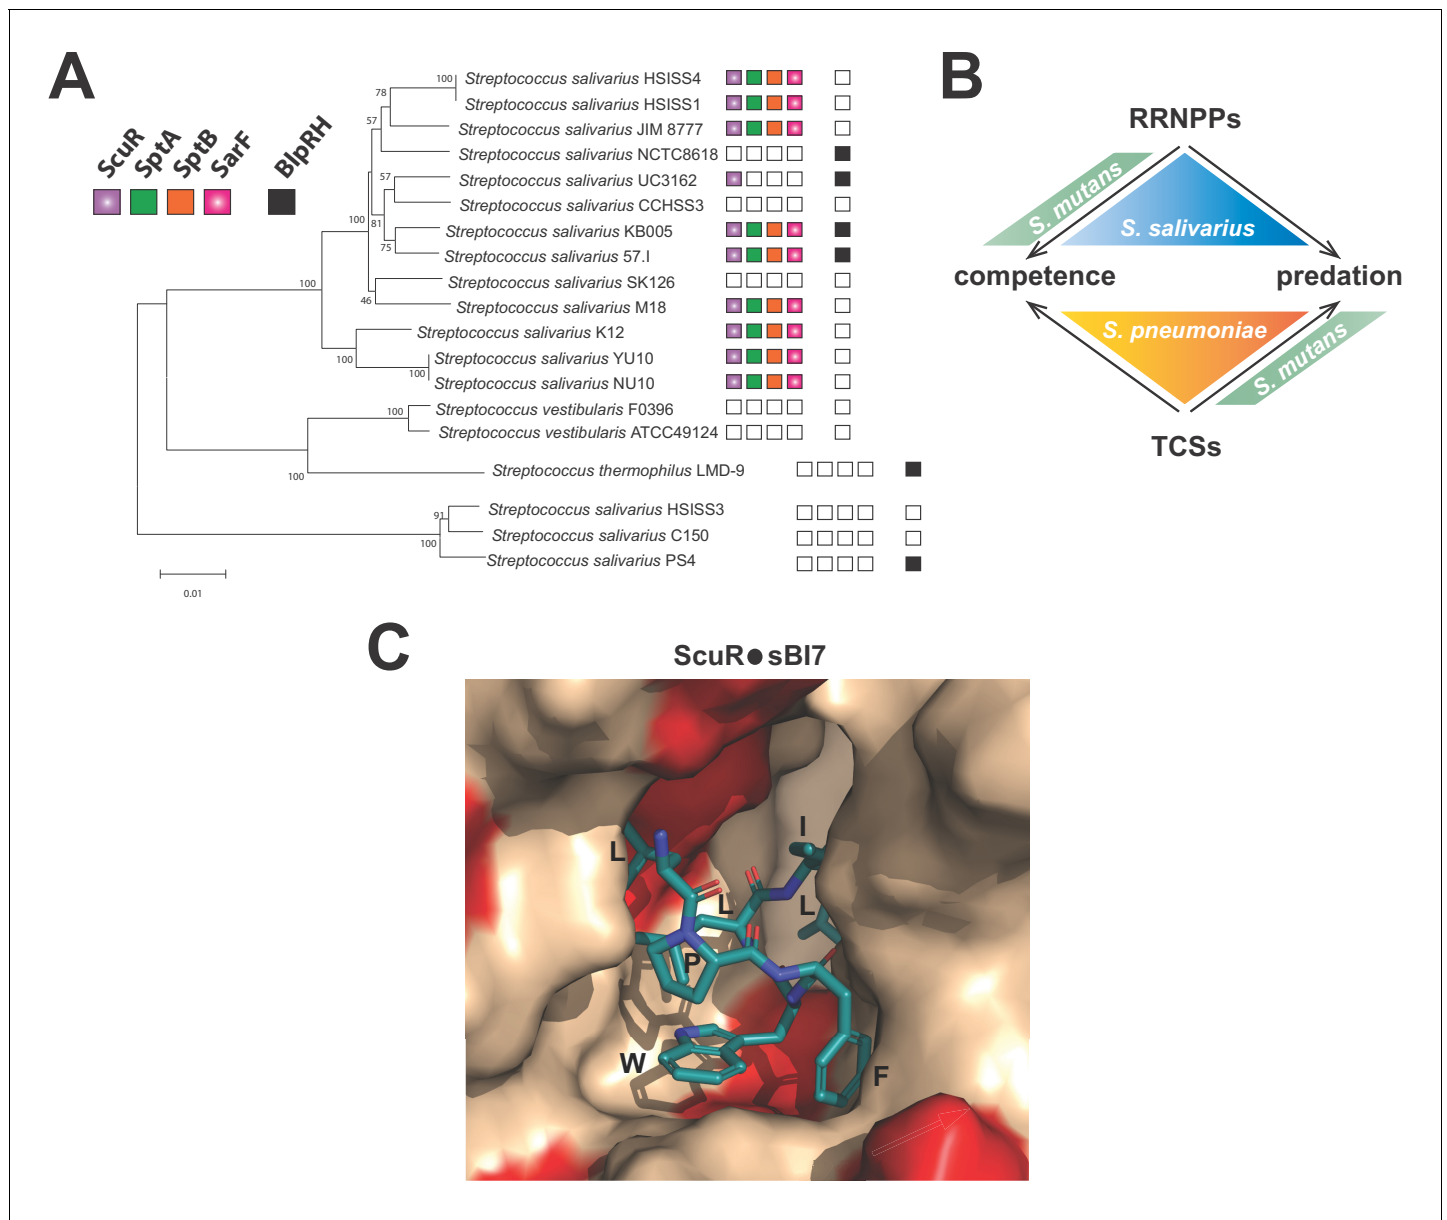 A
ScuR
SptA
SptB
SarF
BlpRH
Streptococcus salivarius HSISS4
Streptococcus salivarius HSISS1
Streptococcus salivarius JIM 8777
Streptococcus salivarius NCTC8618
Streptococcus salivarius UC3162
Streptococcus salivarius CCHSS3
Streptococcus salivarius KB005
Streptococcus salivarius 57.I
Streptococcus salivarius SK126
Streptococcus salivarius M18
Streptococcus salivarius K12
Streptococcus salivarius YU10
Streptococcus salivarius NU10
Streptococcus vestibularis F0396
Streptococcus vestibularis ATCC49124
Streptococcus thermophilus LMD-9
Streptococcus salivarius HSISS3
Streptococcus salivarius C150
Streptococcus salivarius PS4
100
78
57
57
100
81
75
100
46
100
100
100
100
91
100
0.01
B
RRNPPs
S. mutans
S. salivarius
competence
predation
S. pneumoniae
S. mutans
TCSs
C
ScuR●sBI7
I
L
L
L
P
W
F